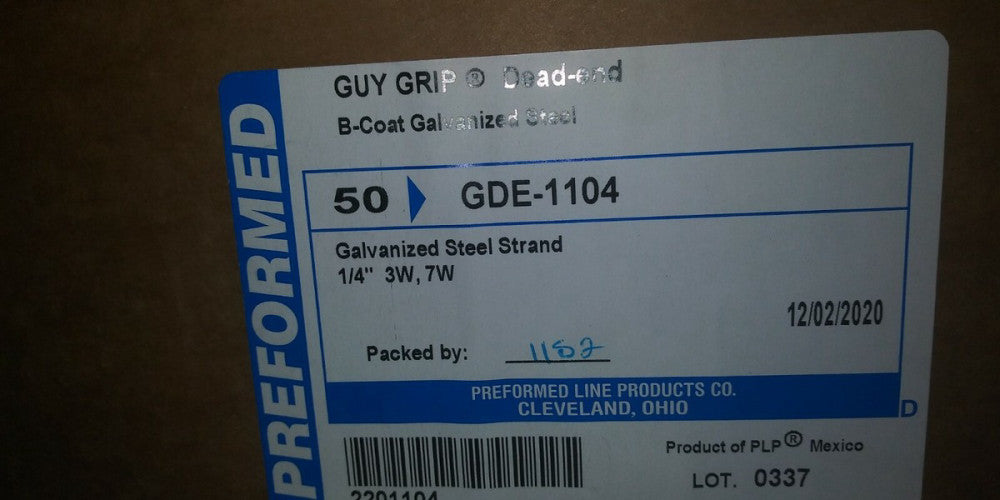 PREFORMED
GUY GRIP® Dead-end
B-Coat Galvanized Steel
50 GDE-1104
Galvanized Steel Strand
1/4" 3W, 7W
12/02/2020
Packed by: 1182
PREFORMED LINE PRODUCTS CO.
CLEVELAND, OHIO
D
Product of PLP® Mexico
LOT. 0337
2201104